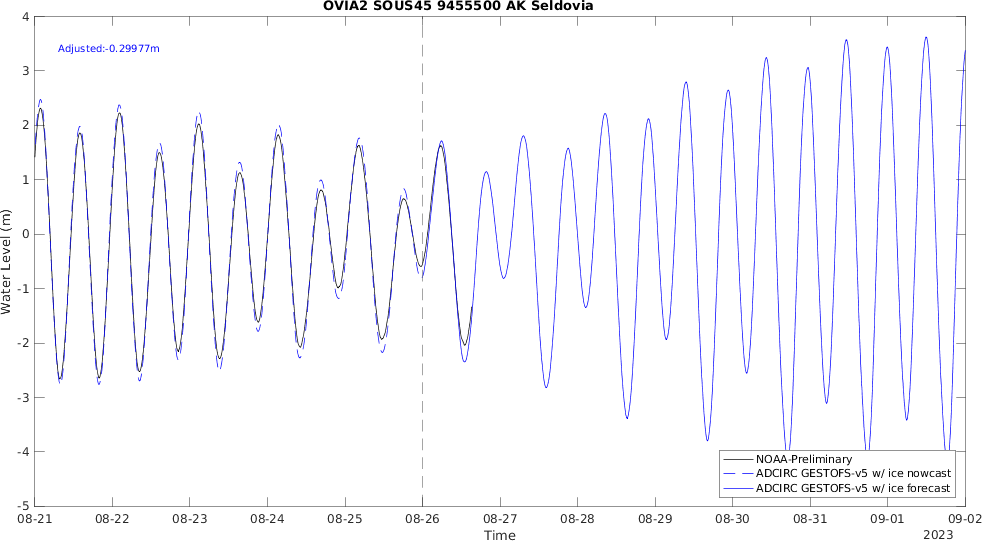 OVIA2 SOUS45 9455500 AK Seldovia
Adjusted:-0.29977m
4
3
2
1
0
-1
-2
-3
-4
-5
Water Level (m)
NOAA-Preliminary
ADCIRC GESTOFS-v5 w/ ice nowcast
ADCIRC GESTOFS-v5 w/ ice forecast
08-21 08-22 08-23 08-24 08-25 08-26 08-27 08-28 08-29 08-30 08-31 09-01 09-02
Time
2023